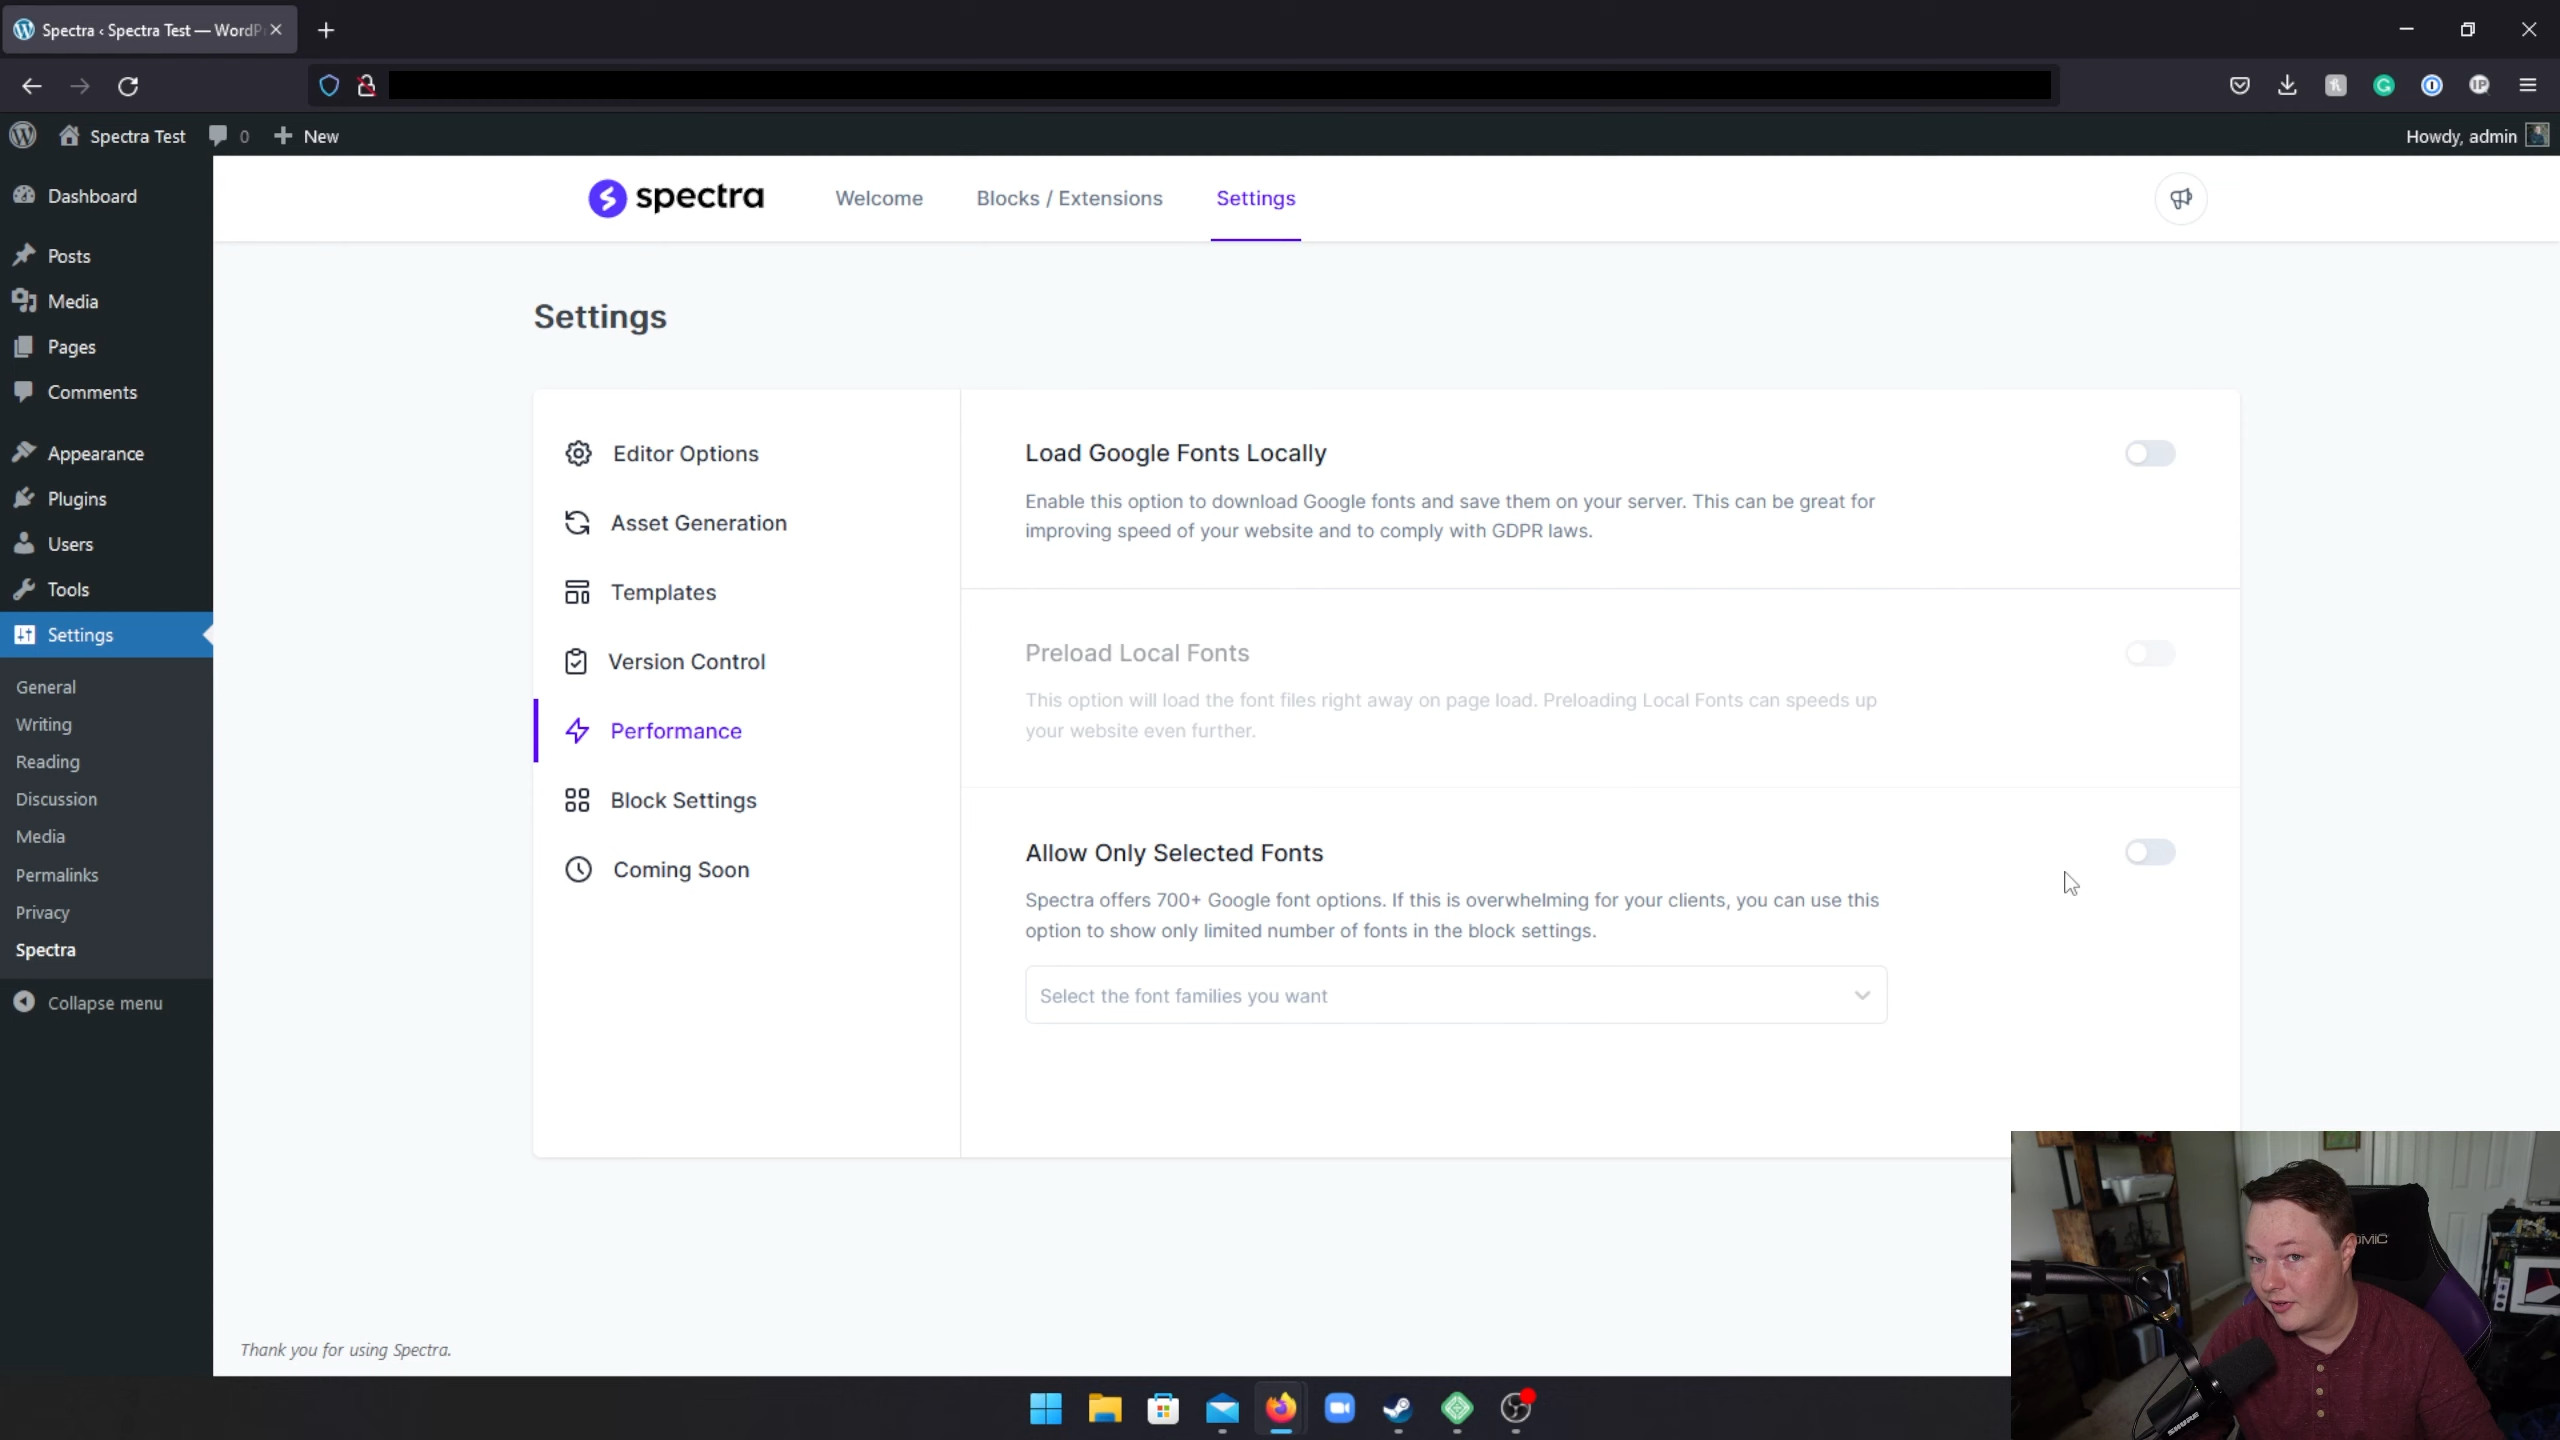 Spectra ‹ Spectra Test — WordP
Spectra Test
0
New
Howdy, admin
Dashboard
Posts
Media
Pages
Comments
Appearance
Plugins
Users
Tools
Settings
General
Writing
Reading
Discussion
Media
Permalinks
Privacy
Spectra
Collapse menu
spectra
Welcome
Blocks / Extensions
Settings
Settings
Editor Options
Asset Generation
Templates
Version Control
Performance
Block Settings
Coming Soon
Load Google Fonts Locally
Enable this option to download Google fonts and save them on your server. This can be great for
improving speed of your website and to comply with GDPR laws.
Preload Local Fonts
This option will load the font files right away on page load. Preloading Local Fonts can speeds up
your website even further.
Allow Only Selected Fonts
Spectra offers 700+ Google font options. If this is overwhelming for your clients, you can use this
option to show only limited number of fonts in the block settings.
Select the font families you want
Thank you for using Spectra.
SHURE